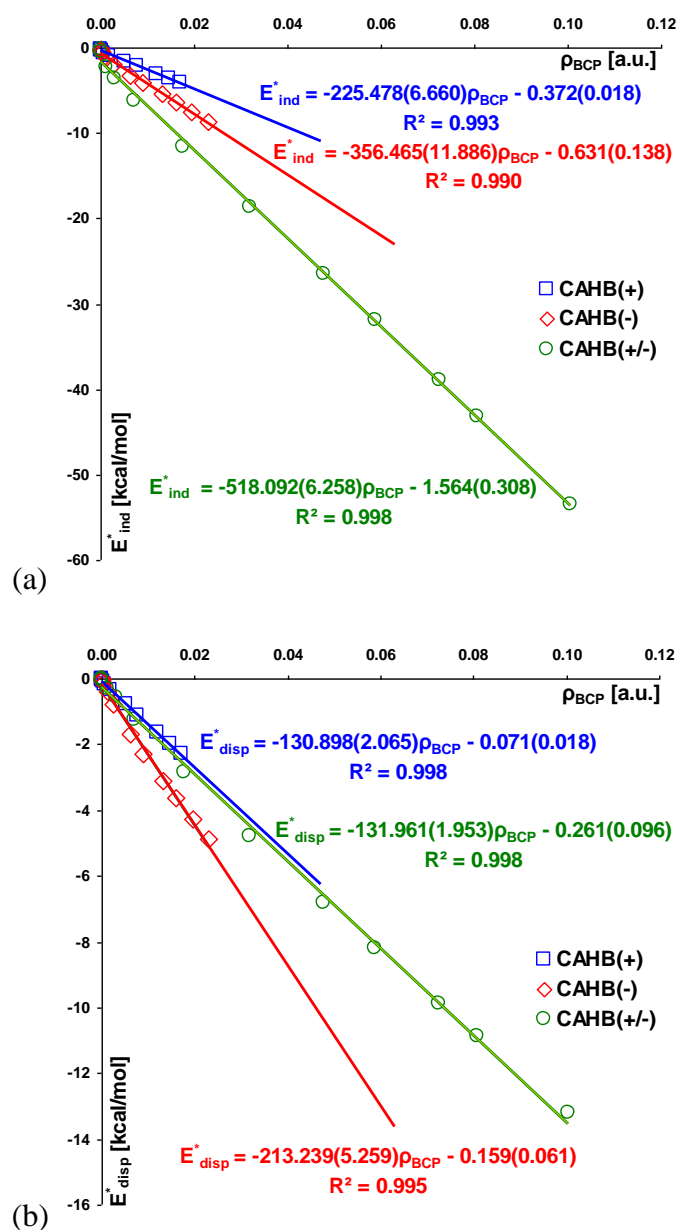 0.00 0.02 0.04 0.06 0.08 0.10 0.12
0
ρBCP [a.u.]
E*ind = -225.478(6.660)ρBCP - 0.372(0.018)
R² = 0.993
-10
E*ind = -356.465(11.886)ρBCP - 0.631(0.138)
R² = 0.990
-20
CAHB(+)
-30
CAHB(-)
CAHB(+/-)
-40
-50
E*ind = -518.092(6.258)ρBCP - 1.564(0.308)
R² = 0.998
E*ind [kcal/mol]
-60
(a)
0.00 0.02 0.04 0.06 0.08 0.10 0.12
0
ρBCP [a.u.]
-2
E*disp = -130.898(2.065)ρBCP - 0.071(0.018)
R² = 0.998
-4
E*disp = -131.961(1.953)ρBCP - 0.261(0.096)
R² = 0.998
-6
-8
CAHB(+)
CAHB(-)
CAHB(+/-)
-10
-12
-14
E*disp = -213.239(5.259)ρBCP - 0.159(0.061)
R² = 0.995
E*disp [kcal/mol]
-16
(b)